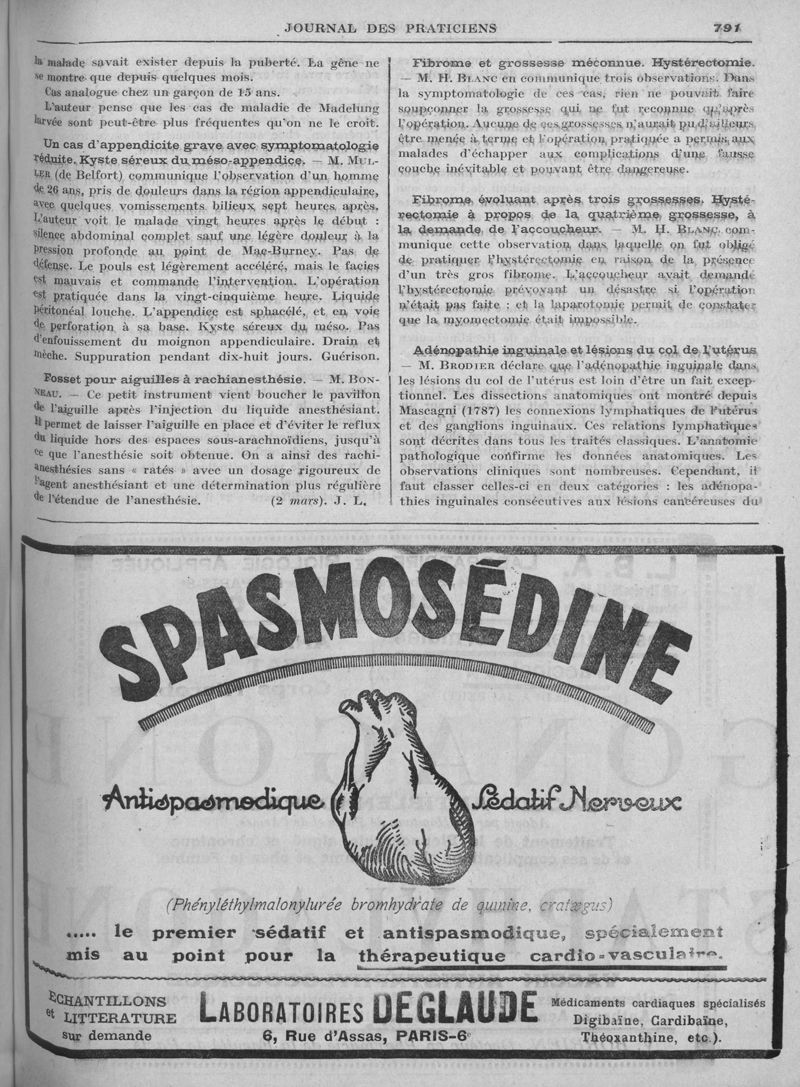 JOURNAL DES PRATICIENS 791
la malade savait exister depuis la puberté. La gêne ne
se montre que depuis quelques mois.
Cas analogue chez un garçon de 15 ans.
L'auteur pense que les cas de maladie de Madelung
larvée sont peut-être plus fréquentes qu'on ne le croit.
Un cas d'appendicite grave avec symptomatologie
réduite. Kyste séreux du méso-appendice. — M. MUL-
LER (de Belfort) communique l'observation d'un homme
de 26 ans, pris de douleurs dans la région appendiculaire,
avec quelques vomissements bilieux sept heures après.
L'auteur voit le malade vingt heures après le début :
silence abdominal complet sauf une légère douleur à la
pression profonde au point de Mac-Burney. Pas de
défense. Le pouls est légèrement accéléré, mais le facies
est mauvais et commande l'intervention. L'opération
est pratiquée dans la vingt-cinquième heure. Liquide
péritonéal louche. L'appendice est sphacélé, et en voie
de perforation à sa base. Kyste séreux du méso. Pas
d'enfouissement du moignon appendiculaire. Drain et
mèche. Suppuration pendant dix-huit jours. Guérison.
Fosset pour aiguilles à rachianesthésie. — M. BON-
NEAU. — Ce petit instrument vient boucher le pavillon
de l'aiguille après l'injection du liquide anesthésiant.
Il permet de laisser l'aiguille en place et d'éviter le reflux
du liquide hors des espaces sous-arachnoïdiens, jusqu'à
ce que l'anesthésie soit obtenue. On a ainsi des rachi-
anesthésies sans « ratés » avec un dosage rigoureux de
l'agent anesthésiant et une détermination plus régulière
de l'étendue de l'anesthésie. (2 mars). J. L.
Fibrome et grossesse méconnue. Hystérectomie.
— M. H. BLANC en communique trois observations. Dans
la symptomatologie de ces cas, rien ne pouvait faire
soupçonner la grossesse qui ne fut reconnue qu'après
l'opération. Aucune de ces grossesses n'aurait pu d'ailleurs
être menée à terme et l'opération pratiquée a permis aux
malades d'échapper aux complications d'une fausse
couche inévitable et pouvant être dangereuse.
Fibrome évoluant après trois grossesses. Hysté-
rectomie à propos de la quatrième grossesse, à
la demande de l'accoucheur. — M. H. BLANC com-
munique cette observation dans laquelle on fut obligé
de pratiquer l'hystérectomie en raison de la présence
d'un très gros fibrome. L'accoucheur avait demandé
l'hystérectomie prévoyant un désastre si l'opération
n'était pas faite : et la laparotomie permit de constater
que la myomectomie était impossible.
Adénopathie inguinale et lésions du col de l'utérus
— M. BRODIER déclare que l'adénopathie inguinale dans
les lésions du col de l'utérus est loin d'être un fait excep-
tionnel. Les dissections anatomiques ont montré depuis
Mascagni (1787) les connexions lymphatiques de l'utérus
et des ganglions inguinaux. Ces relations lymphatiques
sont décrites dans tous les traités classiques. L'anatomie
pathologique confirme les données anatomiques. Les
observations cliniques sont nombreuses. Cependant, il
faut classer celles-ci en deux catégories : les adénopa-
thies inguinales consécutives aux lésions cancéreuses du
SPASMOSÉDINE
Antispasmodique Sédatif Nerveux
(Phényléthylmalonylurée bromhydrate de quinine, cratægus)
..... le premier sédatif et antispasmodique, spécialement
mis au point pour la thérapeutique cardio-vasculaire.
ECHANTILLONS
et LITTERATURE
sur demande
LABORATOIRES DEGLAUDE
6, Rue d'Assas, PARIS-6e
Médicaments cardiaques spécialisés
Digibaïne, Cardibaïne,
Théoxanthine, etc.).